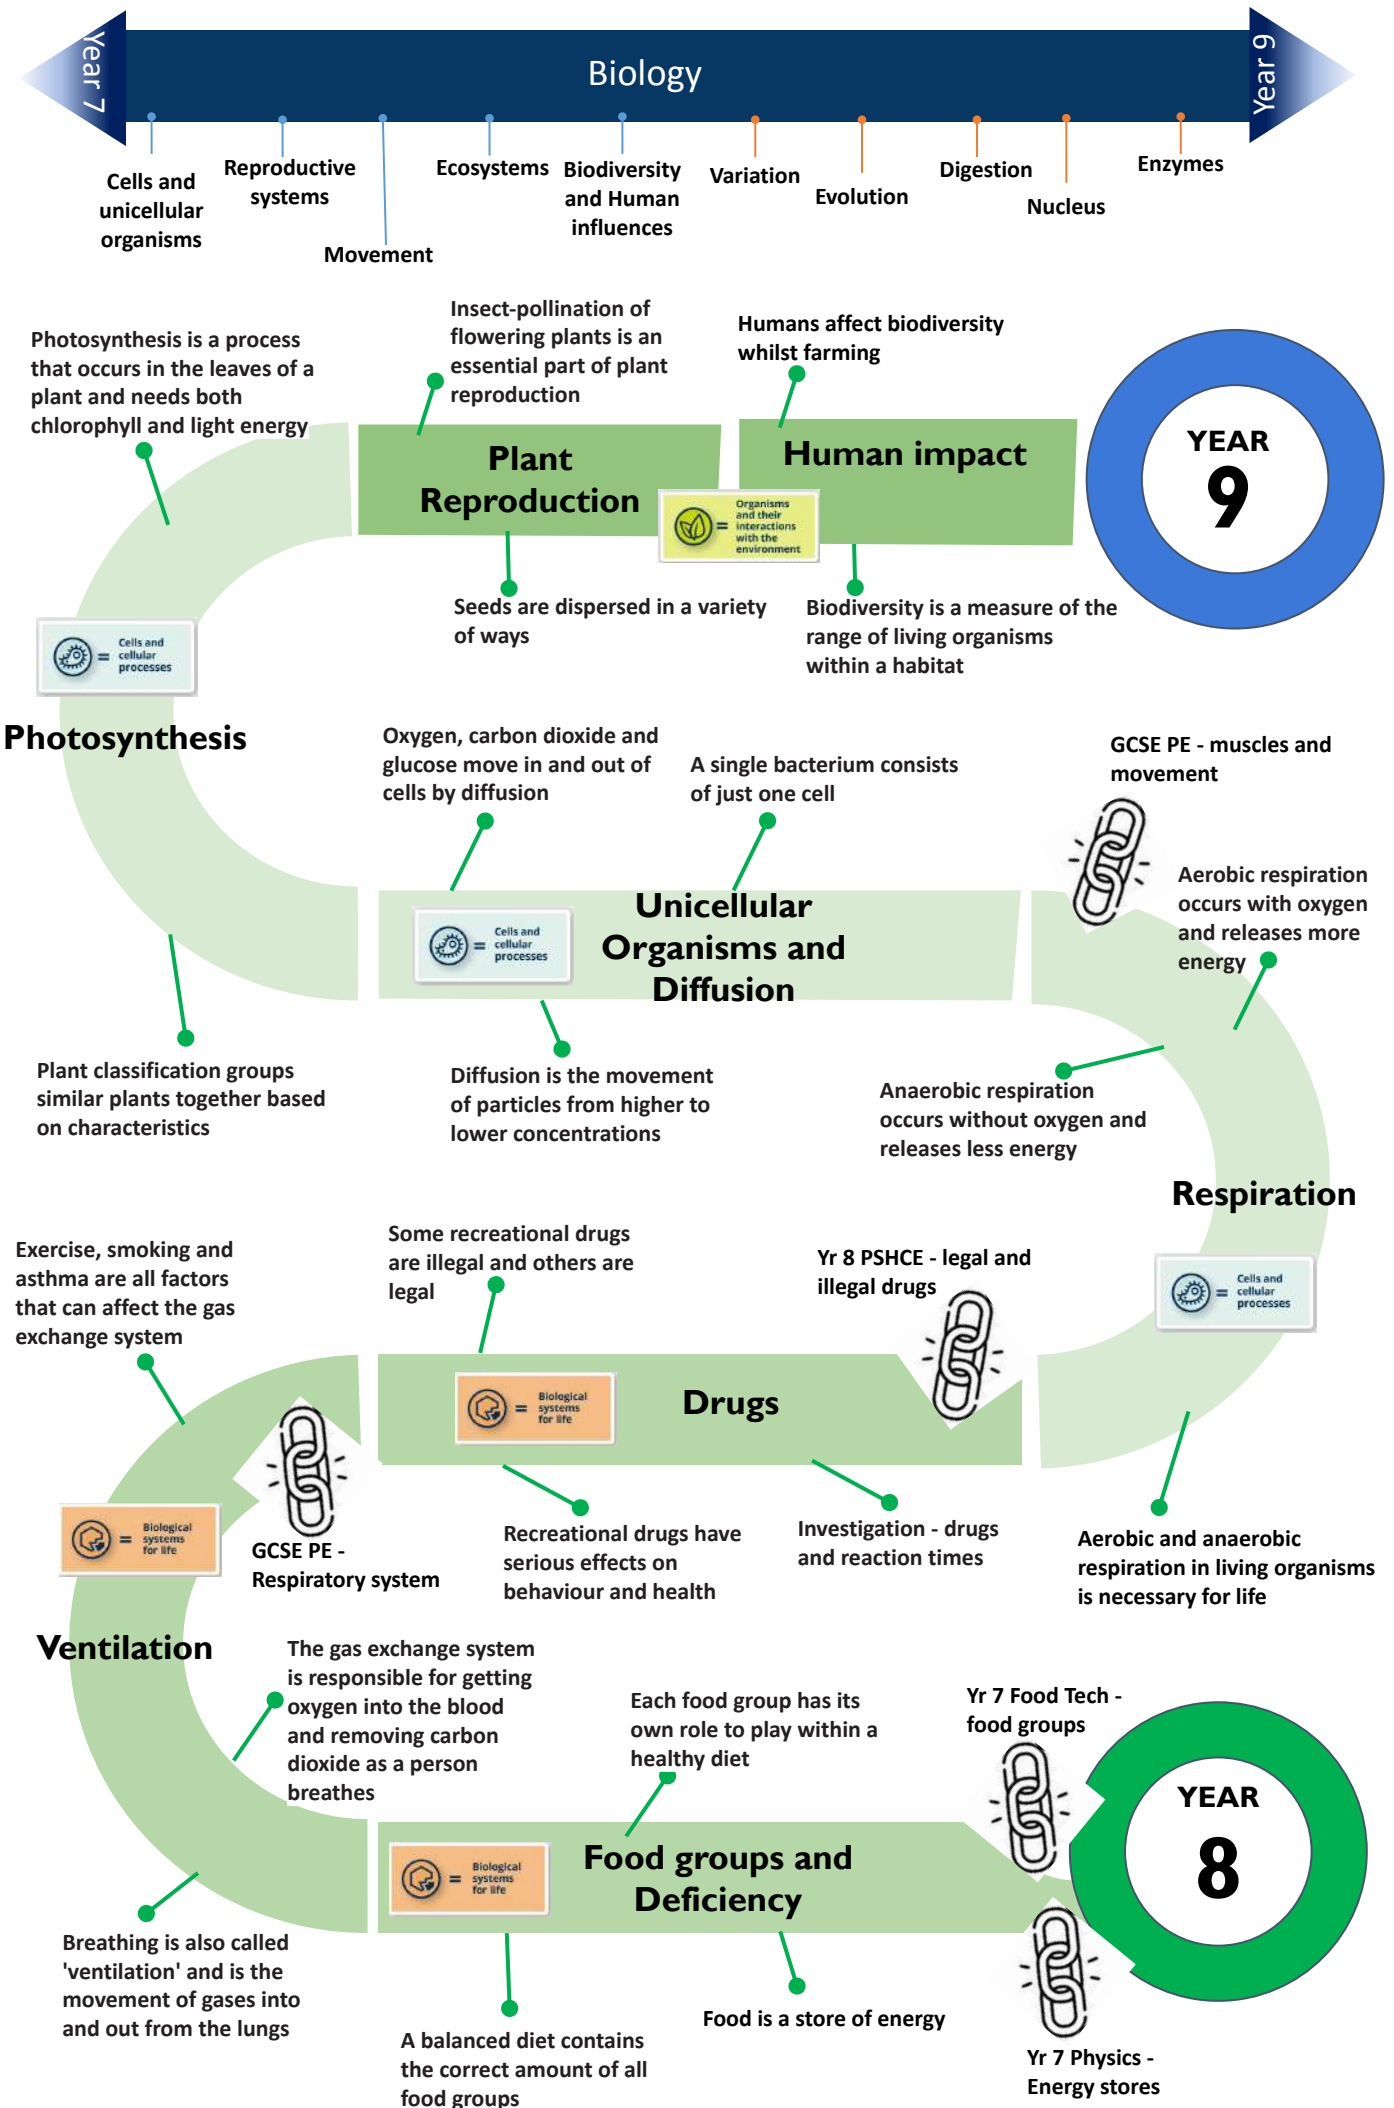 Year 7
Biology
Year 9
Cells and
unicellular
organisms
Reproductive
systems
Movement
Ecosystems
Biodiversity
and Human
influences
Variation
Evolution
Digestion
Nucleus
Enzymes
Photosynthesis is a process
that occurs in the leaves of a
plant and needs both
chlorophyll and light energy
Insect-pollination of
flowering plants is an
essential part of plant
reproduction
Humans affect biodiversity
whilst farming
Plant
Reproduction
Human impact
YEAR
9
=
Organisms
and their
interactions
with the
environment
Seeds are dispersed in a variety
of ways
Biodiversity is a measure of the
range of living organisms
within a habitat
=
Cells and
cellular
processes
Photosynthesis
Oxygen, carbon dioxide and
glucose move in and out of
cells by diffusion
A single bacterium consists
of just one cell
GCSE PE - muscles and
movement
Aerobic respiration
occurs with oxygen
and releases more
energy
=
Cells and
cellular
processes
Unicellular
Organisms and
Diffusion
Plant classification groups
similar plants together based
on characteristics
Diffusion is the movement
of particles from higher to
lower concentrations
Anaerobic respiration
occurs without oxygen and
releases less energy
Respiration
=
Cells and
cellular
processes
Exercise, smoking and
asthma are all factors
that can affect the gas
exchange system
Some recreational drugs
are illegal and others are
legal
Yr 8 PSHCE - legal and
illegal drugs
=
Biological
systems
for life
Drugs
=
Biological
systems
for life
GCSE PE -
Respiratory system
Recreational drugs have
serious effects on
behaviour and health
Investigation - drugs
and reaction times
Aerobic and anaerobic
respiration in living organisms
is necessary for life
Ventilation
The gas exchange system
is responsible for getting
oxygen into the blood
and removing carbon
dioxide as a person
breathes
Each food group has its
own role to play within a
healthy diet
Yr 7 Food Tech -
food groups
YEAR
8
=
Biological
systems
for life
Food groups and
Deficiency
Breathing is also called
'ventilation' and is the
movement of gases into
and out from the lungs
A balanced diet contains
the correct amount of all
food groups
Food is a store of energy
Yr 7 Physics -
Energy stores